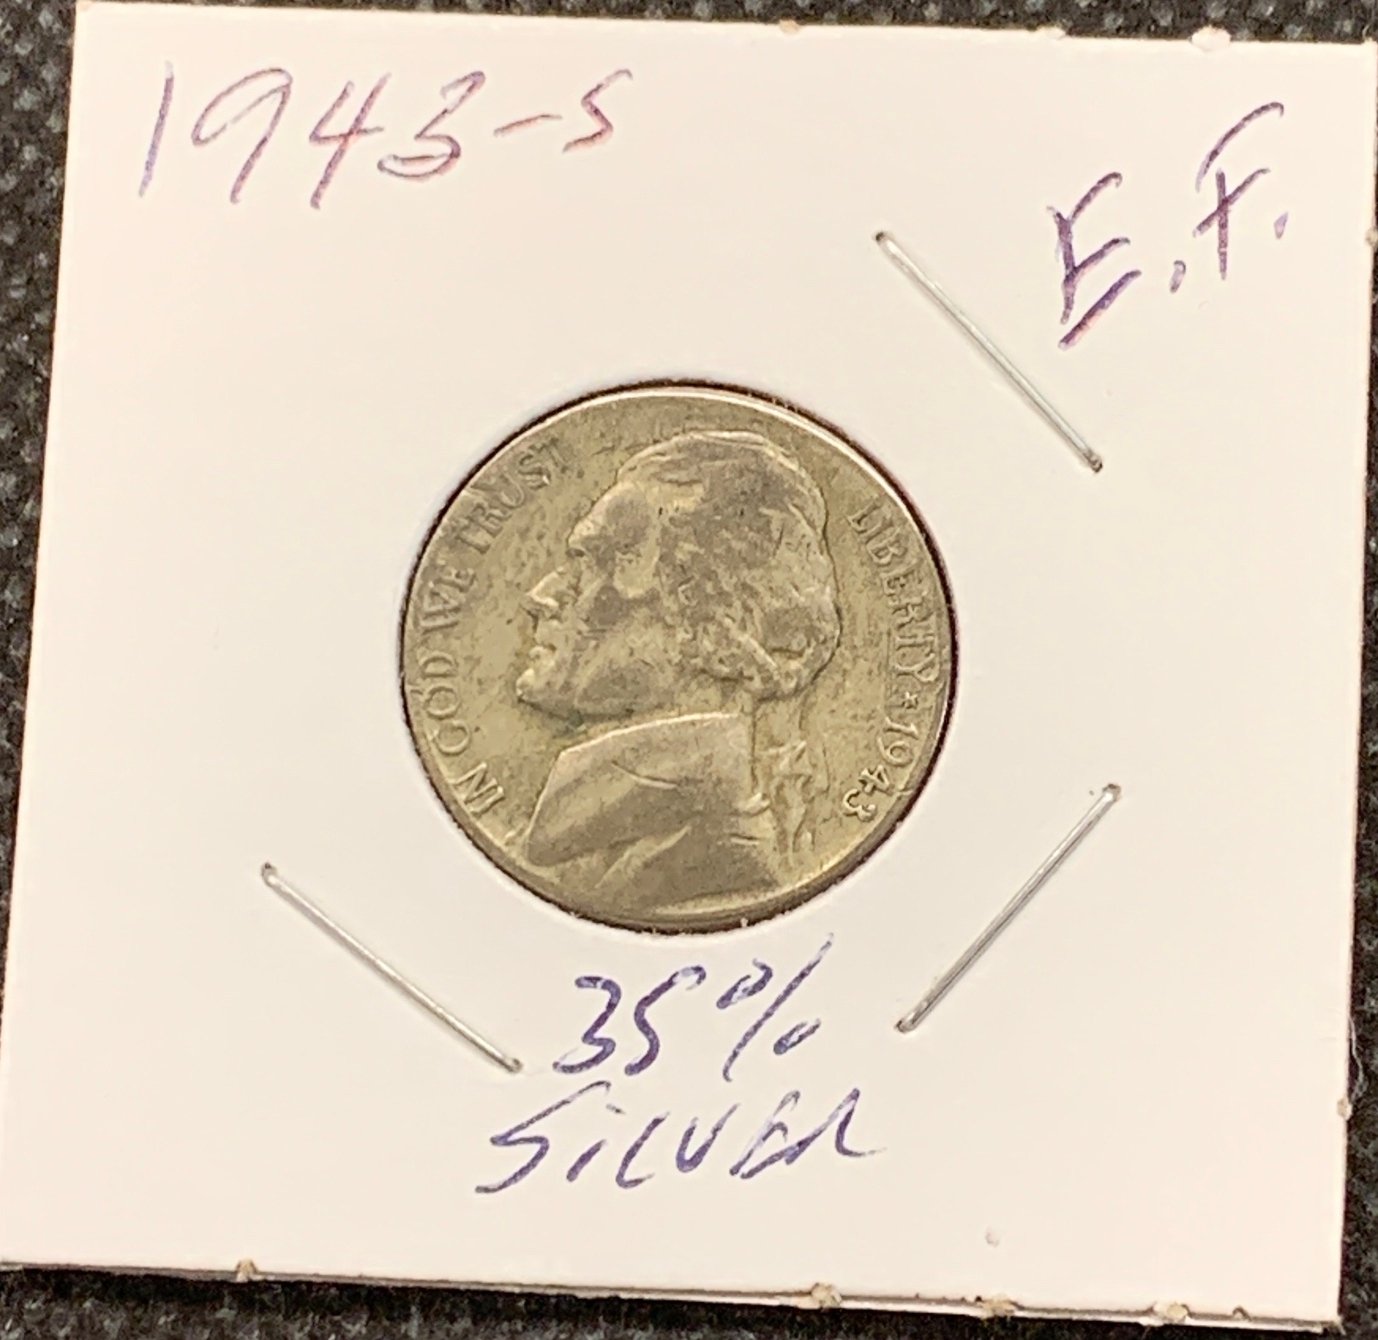 1943-S
E.F.
IN GOD WE TRUST
LIBERTY * 1943
35%
SILVER